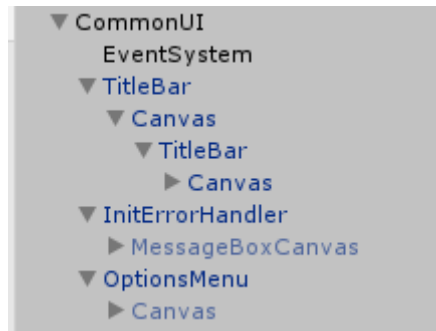 CommonUI
EventSystem
TitleBar
Canvas
TitleBar
Canvas
InitErrorHandler
MessageBoxCanvas
OptionsMenu
Canvas